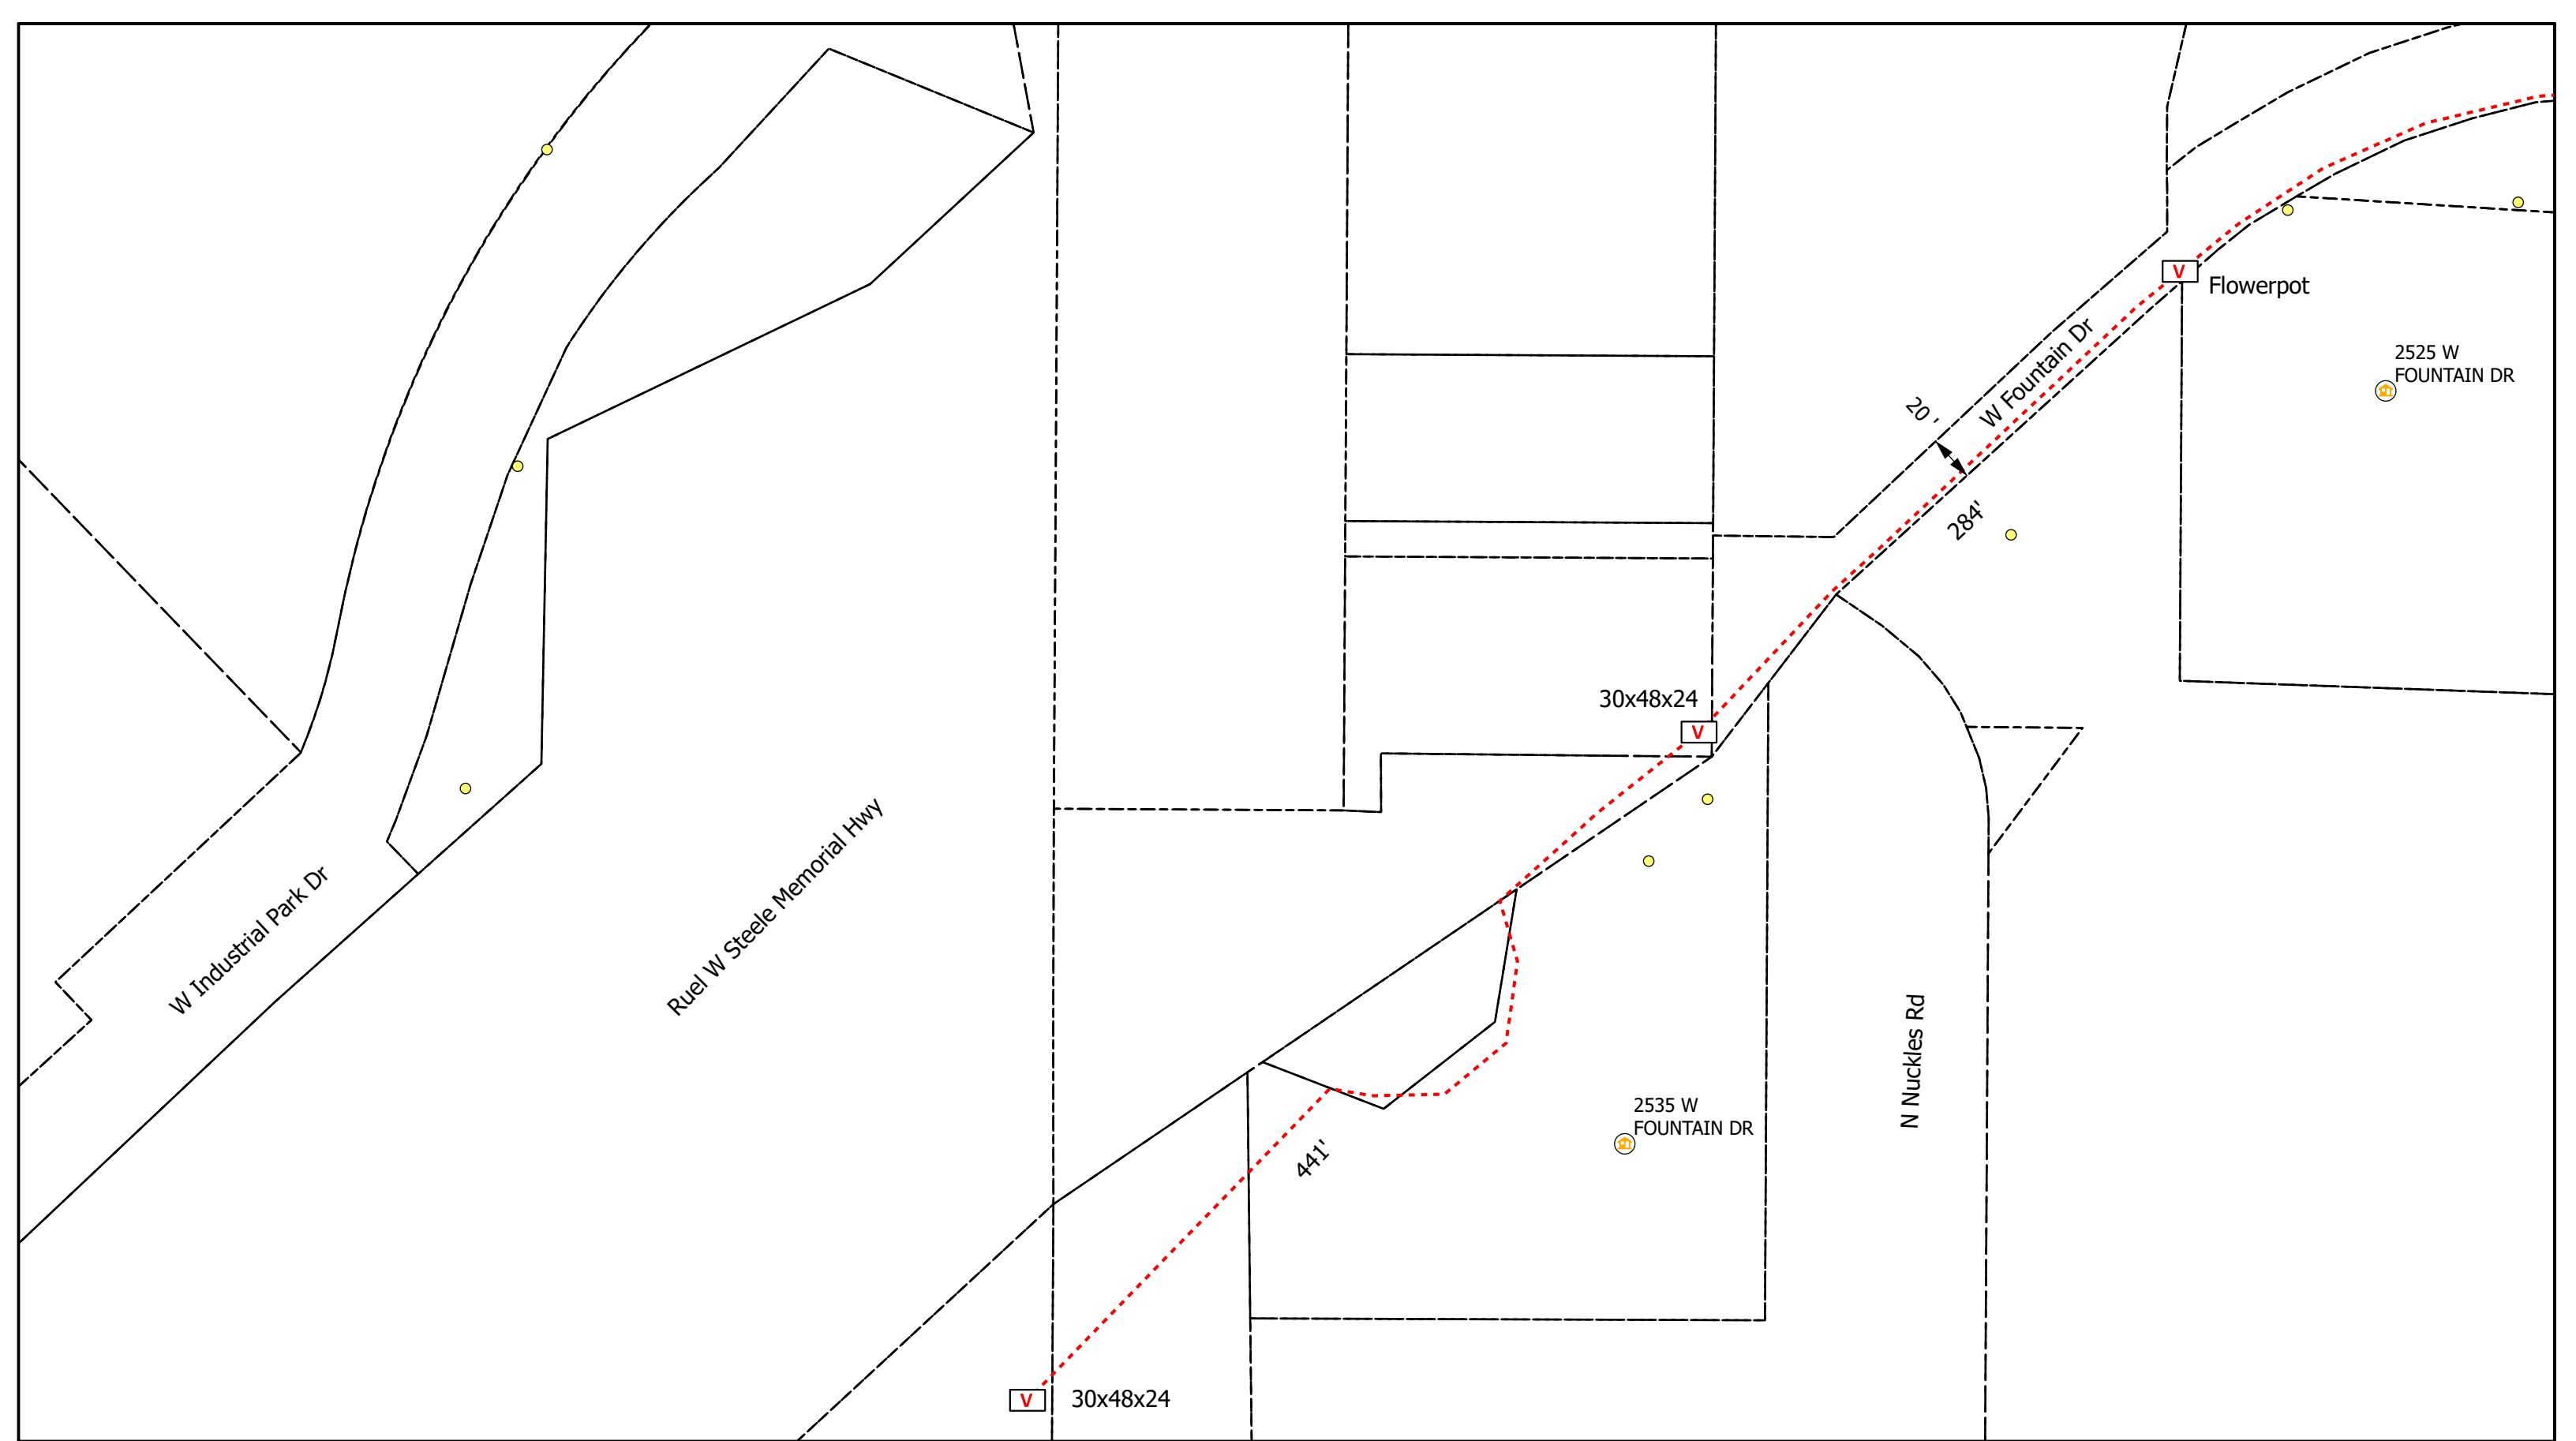 V
Flowerpot
2525 W
FOUNTAIN DR
W Fountain Dr
20 '
284'
30x48x24
V
W Industrial Park Dr
Ruel W Steele Memorial Hwy
N Nuckles Rd
2535 W
FOUNTAIN DR
441'
V
30x48x24